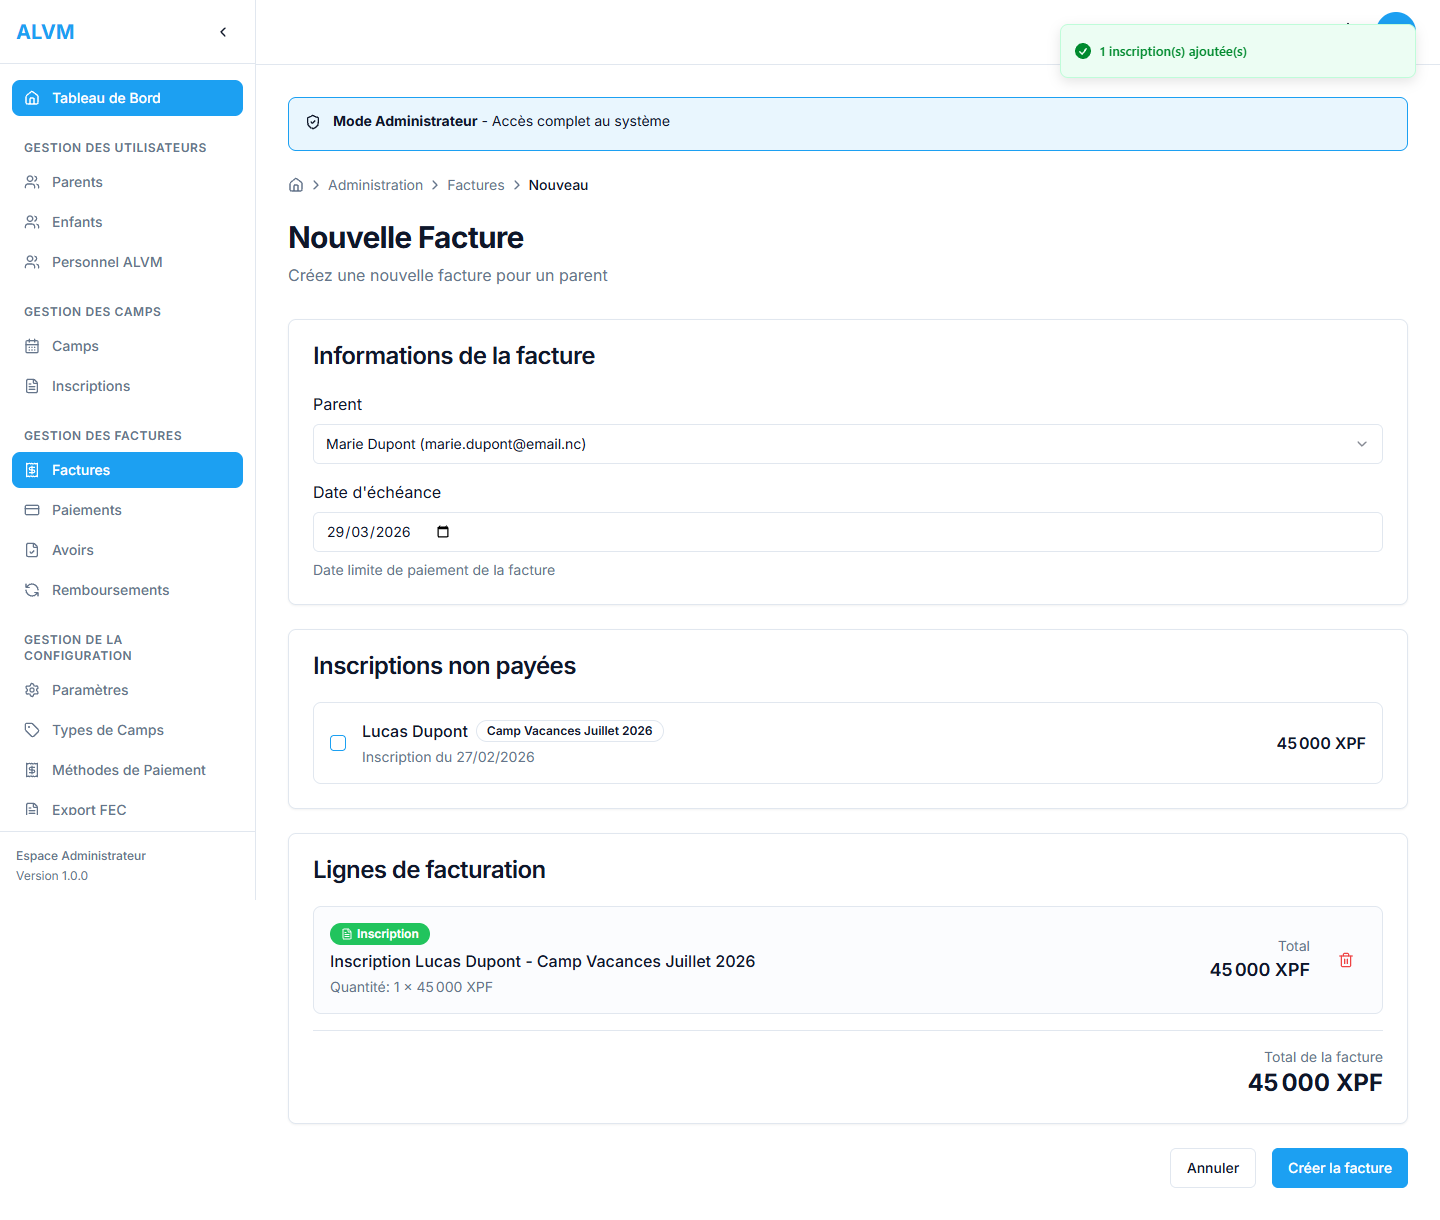 ALVM
1 inscription(s) ajoutée(s)
Tableau de Bord
GESTION DES UTILISATEURS
Parents
Enfants
Personnel ALVM
GESTION DES CAMPS
Camps
Inscriptions
GESTION DES FACTURES
Factures
Paiements
Avoirs
Remboursements
GESTION DE LA
CONFIGURATION
Paramètres
Types de Camps
Méthodes de Paiement
Export FEC
Espace Administrateur
Version 1.0.0
Mode Administrateur - Accès complet au système
Administration > Factures > Nouveau
Nouvelle Facture
Créez une nouvelle facture pour un parent
Informations de la facture
Parent
Marie Dupont (marie.dupont@email.nc)
Date d'échéance
29/03/2026
Date limite de paiement de la facture
Inscriptions non payées
Lucas Dupont Camp Vacances Juillet 2026
Inscription du 27/02/2026
45 000 XPF
Lignes de facturation
Inscription
Inscription Lucas Dupont - Camp Vacances Juillet 2026
Quantité: 1 × 45 000 XPF
Total
45 000 XPF
Total de la facture
45 000 XPF
Annuler
Créer la facture